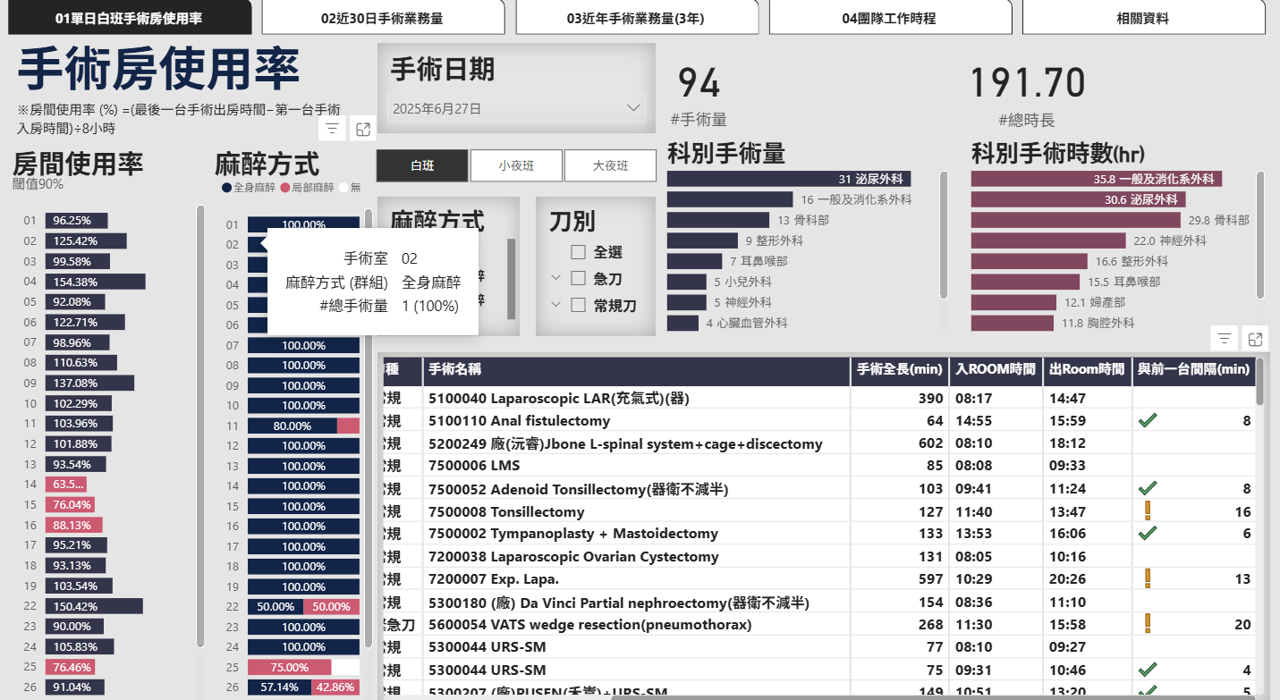 01單日白班手術房使用率
02近30日手術業務量
03近年手術業務量(3年)
04團隊工作時程
相關資料
手術房使用率
※房間使用率 (%) =(最後一台手術出房時間−第一台手術
入房時間)÷8小時
手術日期
2025年6月27日
94
#手術量
191.70
#總時長
房間使用率
閾值90%
01 96.25%
02 125.42%
03 99.58%
04 154.38%
05 92.08%
06 122.71%
07 98.96%
08 110.63%
09 137.08%
10 102.29%
11 103.96%
12 101.88%
13 93.54%
14 63.5...
15 76.04%
16 88.13%
17 95.21%
18 93.13%
19 103.54%
22 150.42%
23 90.00%
24 105.83%
25 76.46%
26 91.04%
麻醉方式
全身麻醉 局部麻醉 無
01 100.00%
02
03
04
05
06
07 100.00%
08 100.00%
09 100.00%
10 100.00%
11 80.00%
12 100.00%
13 100.00%
14 100.00%
15 100.00%
16 100.00%
17 100.00%
18 100.00%
19 100.00%
22 50.00% 50.00%
23 100.00%
24 100.00%
25 75.00%
26 57.14% 42.86%
手術室 02
麻醉方式 (群組) 全身麻醉
#總手術量 1 (100%)
白班
小夜班
大夜班
麻醉方式
刀別
全選
急刀
常規刀
科別手術量
31 泌尿外科
16 一般及消化系外科
13 骨科部
9 整形外科
7 耳鼻喉部
5 小兒外科
5 神經外科
4 心臟血管外科
科別手術時數(hr)
35.8 一般及消化系外科
30.6 泌尿外科
29.8 骨科部
22.0 神經外科
16.6 整形外科
15.5 耳鼻喉部
12.1 婦產部
11.8 胸腔外科
種 手術名稱 手術全長(min) 入ROOM時間 出Room時間 與前一台間隔(min)
常規 5100040 Laparoscopic LAR(充氣式)(器) 390 08:17 14:47
常規 5100110 Anal fistulectomy 64 14:55 15:59 8
常規 5200249 廠(沅睿)Jbone L-spinal system+cage+discectomy 602 08:10 18:12
常規 7500006 LMS 85 08:08 09:33
常規 7500052 Adenoid Tonsillectomy(器衛不減半) 103 09:41 11:24 8
常規 7500008 Tonsillectomy 127 11:40 13:47 16
常規 7500002 Tympanoplasty + Mastoidectomy 133 13:53 16:06 6
常規 7200038 Laparoscopic Ovarian Cystectomy 131 08:05 10:16
常規 7200007 Exp. Lapa. 597 10:29 20:26 13
常規 5300180 (廠) Da Vinci Partial nephroectomy(器衛不減半) 154 08:36 11:10
緊急刀 5600054 VATS wedge resection(pneumothorax) 268 11:30 15:58 20
常規 5300044 URS-SM 77 08:10 09:27
常規 5300044 URS-SM 75 09:31 10:46 4
常規 5300207 (廠)PUSEN(禾崇)+URS-SM 149 10:51 13:20 5